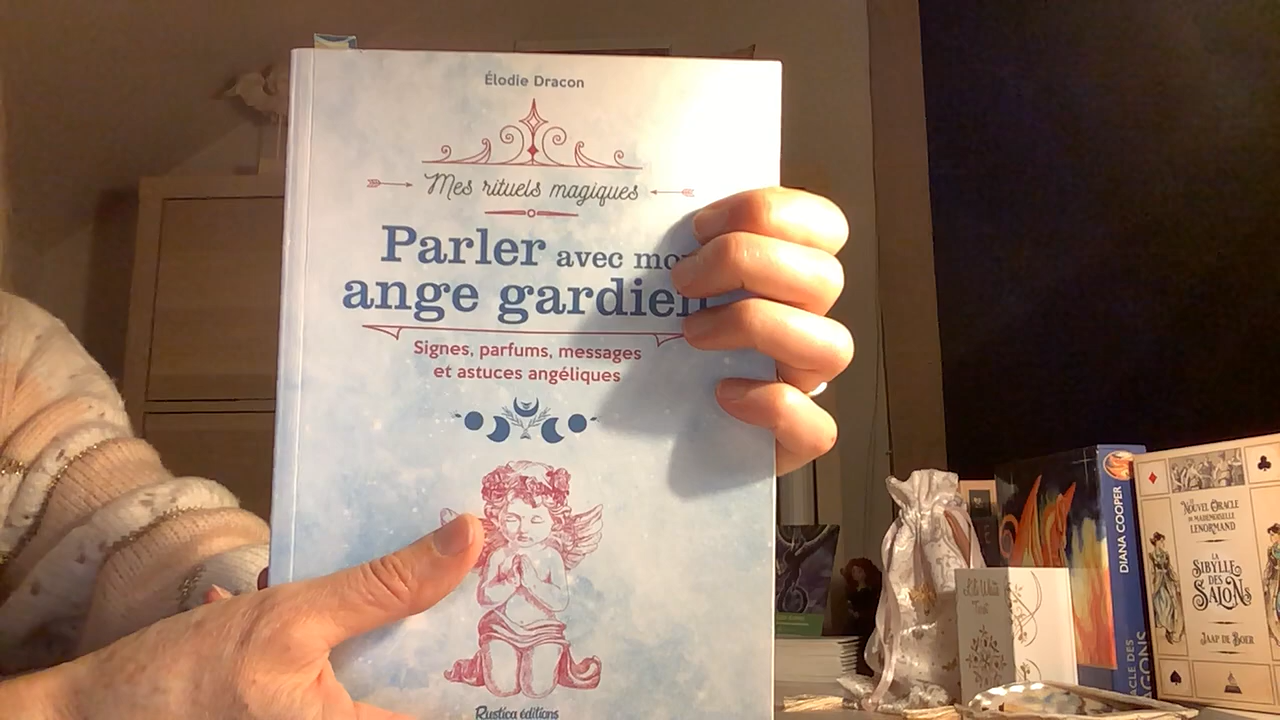 Élodie Dracon
Mes rituels magiques
Parler avec mon
ange gardien
Signes, parfums, messages
et astuces angéliques
Rustica éditions
DIANA COOPER
LE NOUVEL ORACLE
DE MADEMOISELLE
LENORMAND
LA
SIBYLLE
DES
SALONS
JAAP DE BOER